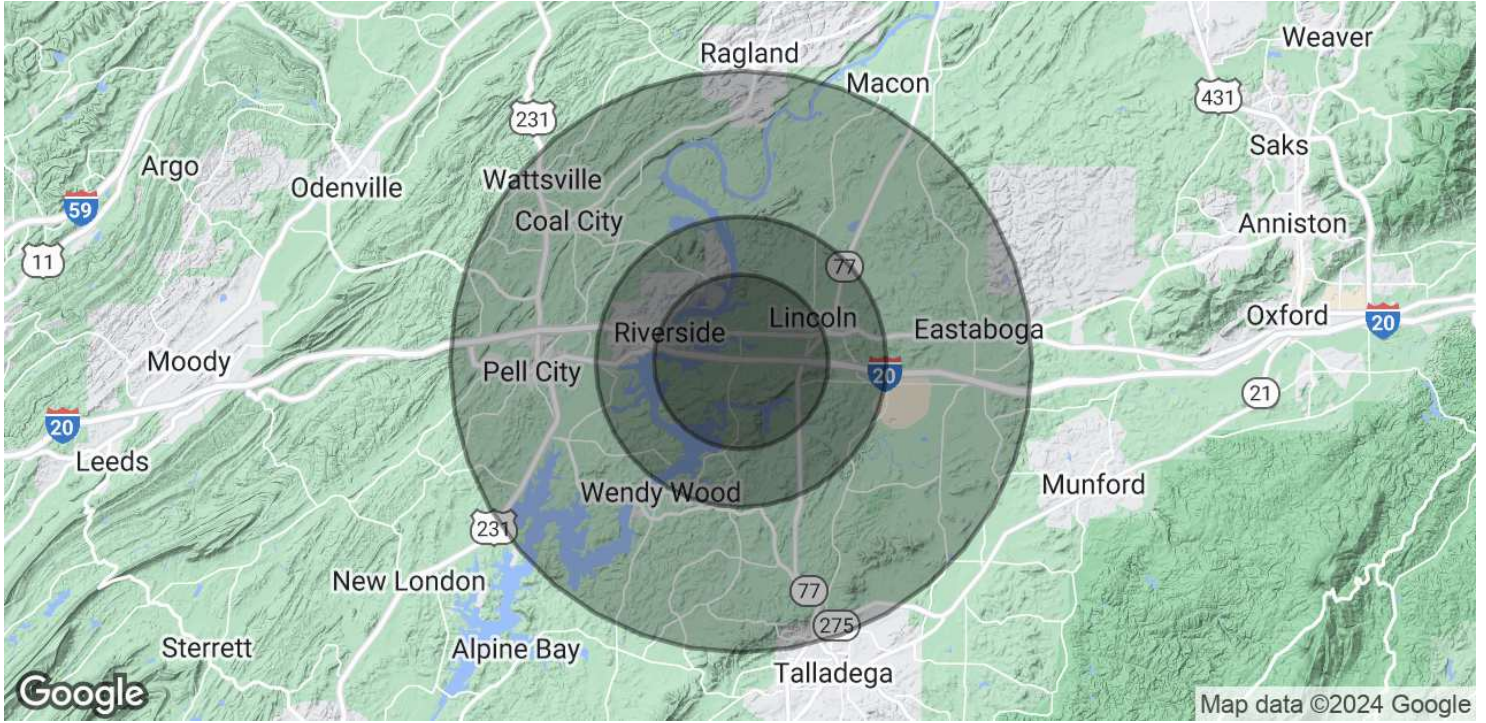 Ragland
Weaver
Macon
431
231
Saks
Argo
Odenville
Wattsville
59
Coal City
Anniston
11
77
Lincoln
Oxford
20
Riverside
Eastaboga
Moody
Pell City
20
21
20
Leeds
Wendy Wood
Munford
231
New London
77
275
Sterrett
Alpine Bay
Talladega
Google
Map data ©2024 Google